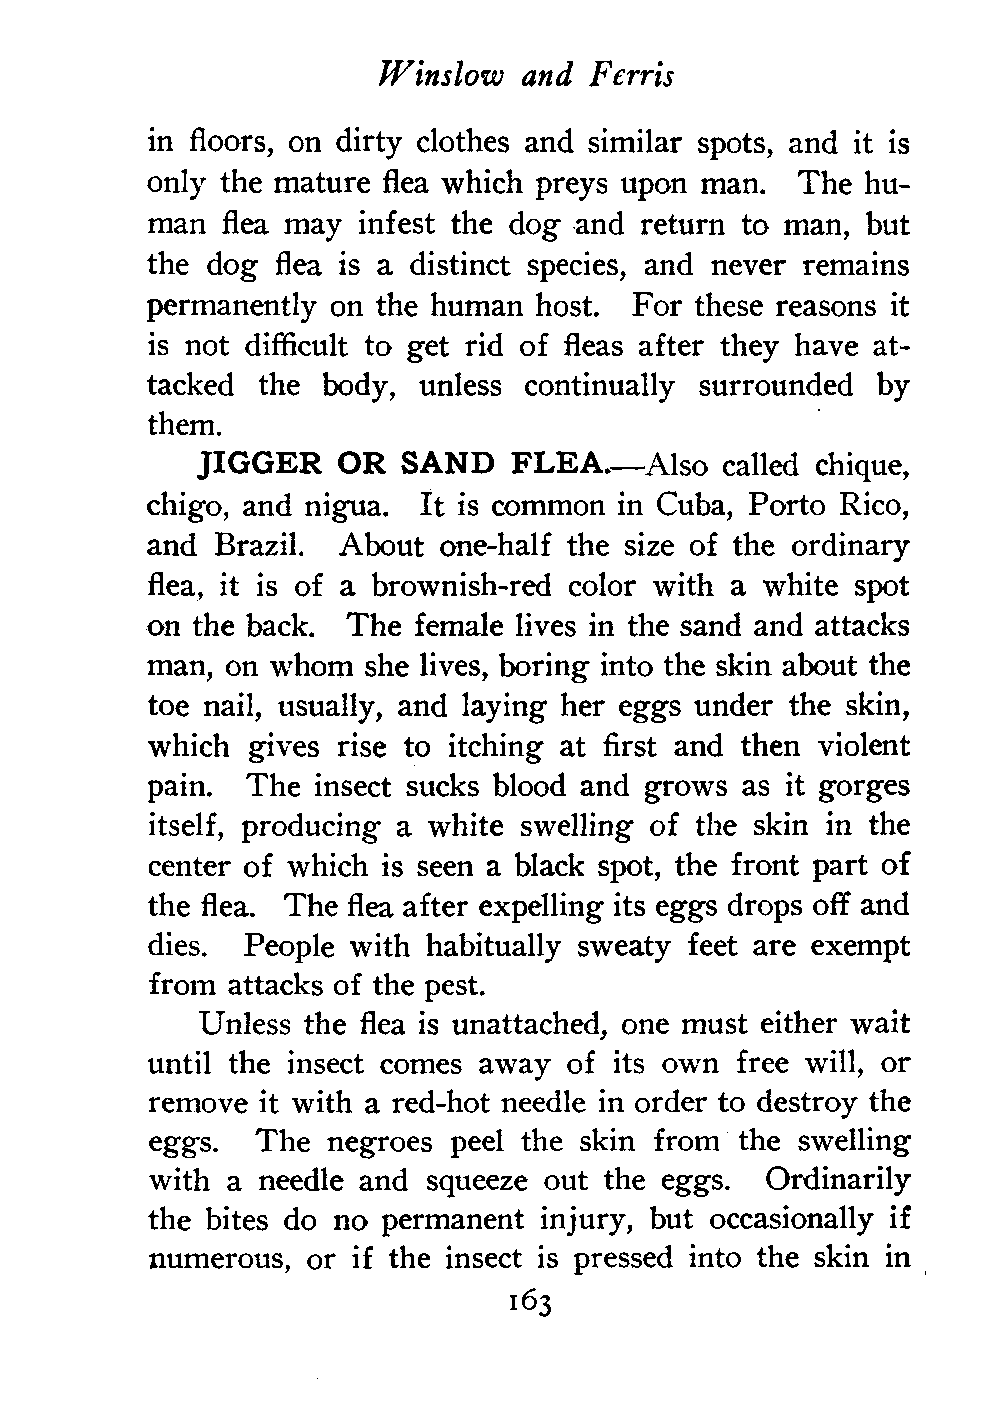 Winslow and Ferris
in floors, on dirty clothes and similar spots, and it is
only the mature flea which preys upon man. The hu-
man flea may infest the dog and return to man, but
the dog flea is a distinct species, and never remains
permanently on the human host. For these reasons it
is not difficult to get rid of fleas after they have at-
tacked the body, unless continually surrounded by
them.
JIGGER OR SAND FLEA.—Also called chique,
chigo, and nigua. It is common in Cuba, Porto Rico,
and Brazil. About one-half the size of the ordinary
flea, it is of a brownish-red color with a white spot
on the back. The female lives in the sand and attacks
man, on whom she lives, boring into the skin about the
toe nail, usually, and laying her eggs under the skin,
which gives rise to itching at first and then violent
pain. The insect sucks blood and grows as it gorges
itself, producing a white swelling of the skin in the
center of which is seen a black spot, the front part of
the flea. The flea after expelling its eggs drops off and
dies. People with habitually sweaty feet are exempt
from attacks of the pest.
Unless the flea is unattached, one must either wait
until the insect comes away of its own free will, or
remove it with a red-hot needle in order to destroy the
eggs. The negroes peel the skin from the swelling
with a needle and squeeze out the eggs. Ordinarily
the bites do no permanent injury, but occasionally if
numerous, or if the insect is pressed into the skin in
163